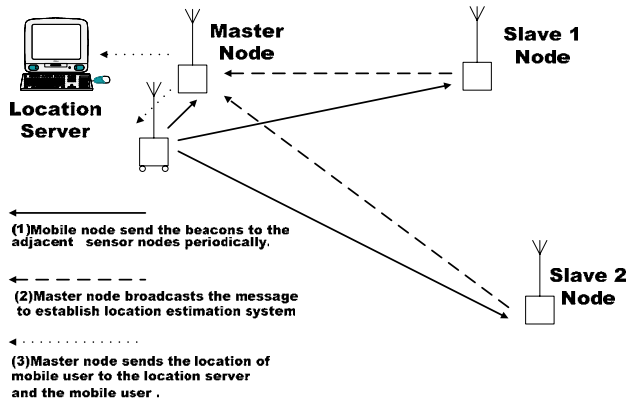 Master
Node
Slave 1
Node
Location
Server
(1)Mobile node send the beacons to the
adjacent sensor nodes periodically.
Slave 2
Node
(2)Master node broadcasts the message
to establish location estimation system
(3)Master node sends the location of
mobile user to the location server
and the mobile user .